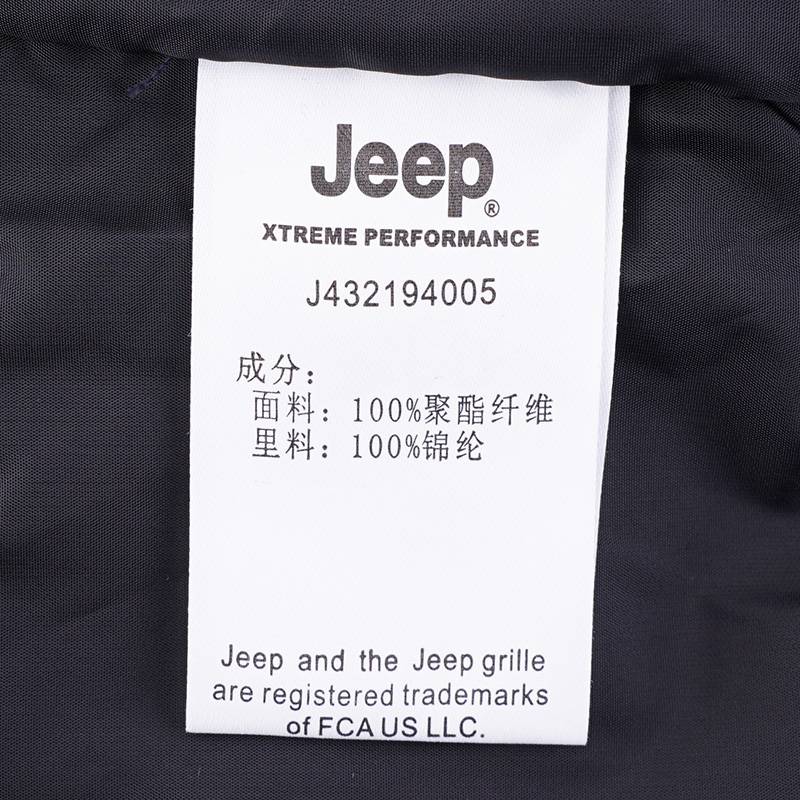 Jeep®
XTREME PERFORMANCE
J432194005
成分：
面料：100%聚酯纤维
里料：100%锦纶
Jeep and the Jeep grille
are registered trademarks
of FCA US LLC.